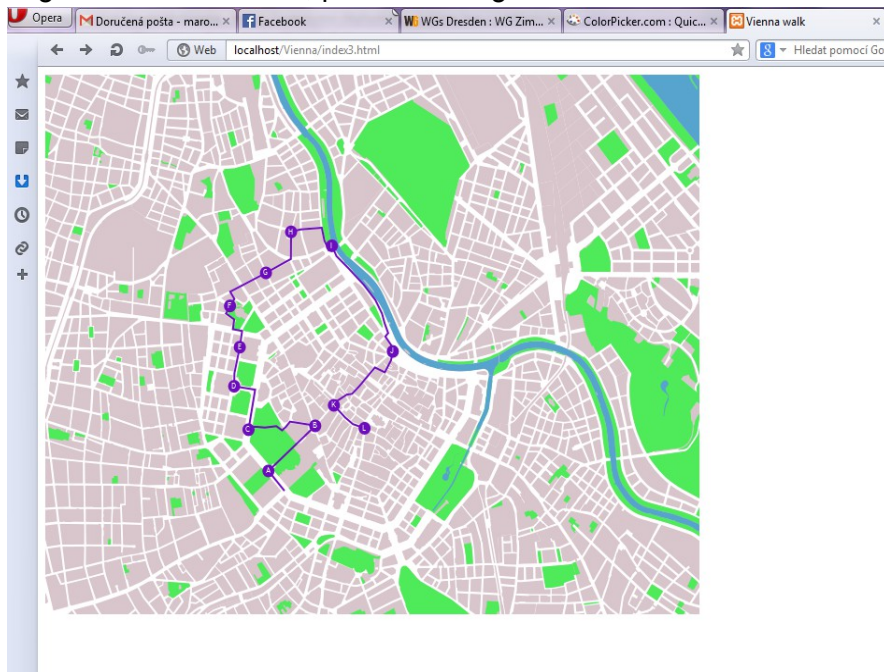 Opera
Doručená pošta - maro... ×
Facebook ×
WGs Dresden : WG Zim... ×
ColorPicker.com : Quic... ×
Vienna walk ×
Web
localhost/Vienna/index3.html
Hledat pomocí Go
H
I
G
F
E
J
D
K
B
L
C
A